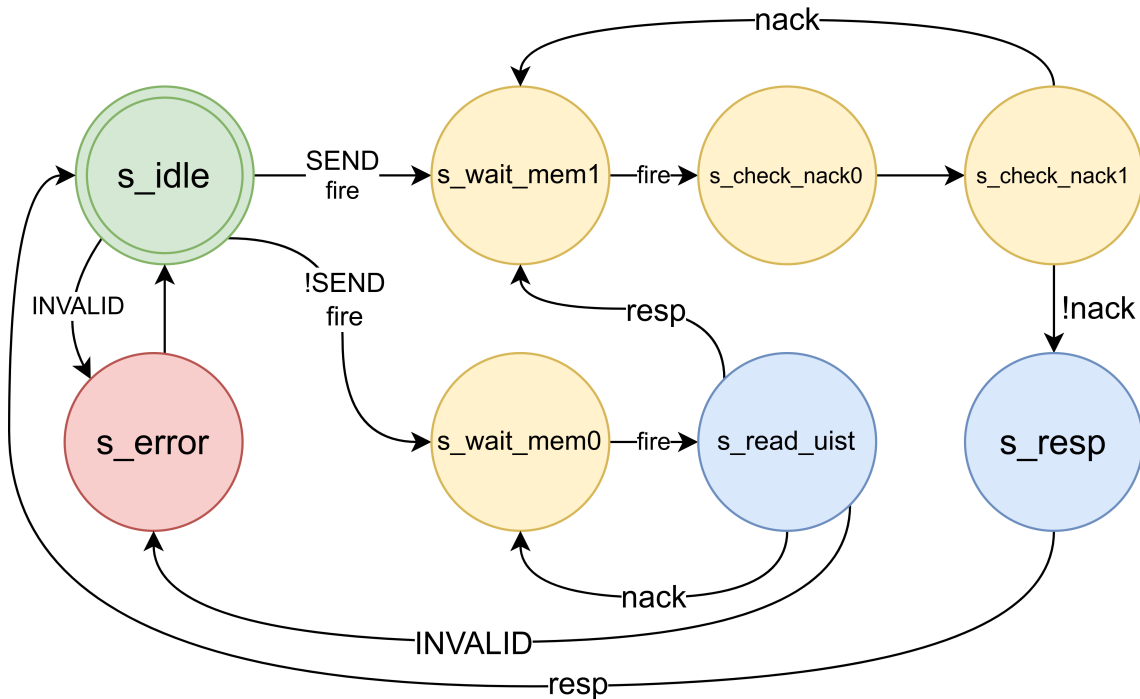 nack
s_idle
SEND
fire
s_wait_mem1
fire
s_check_nack0
s_check_nack1
INVALID
!SEND
fire
resp
!nack
s_error
s_wait_mem0
fire
s_read_uist
s_resp
nack
INVALID
resp